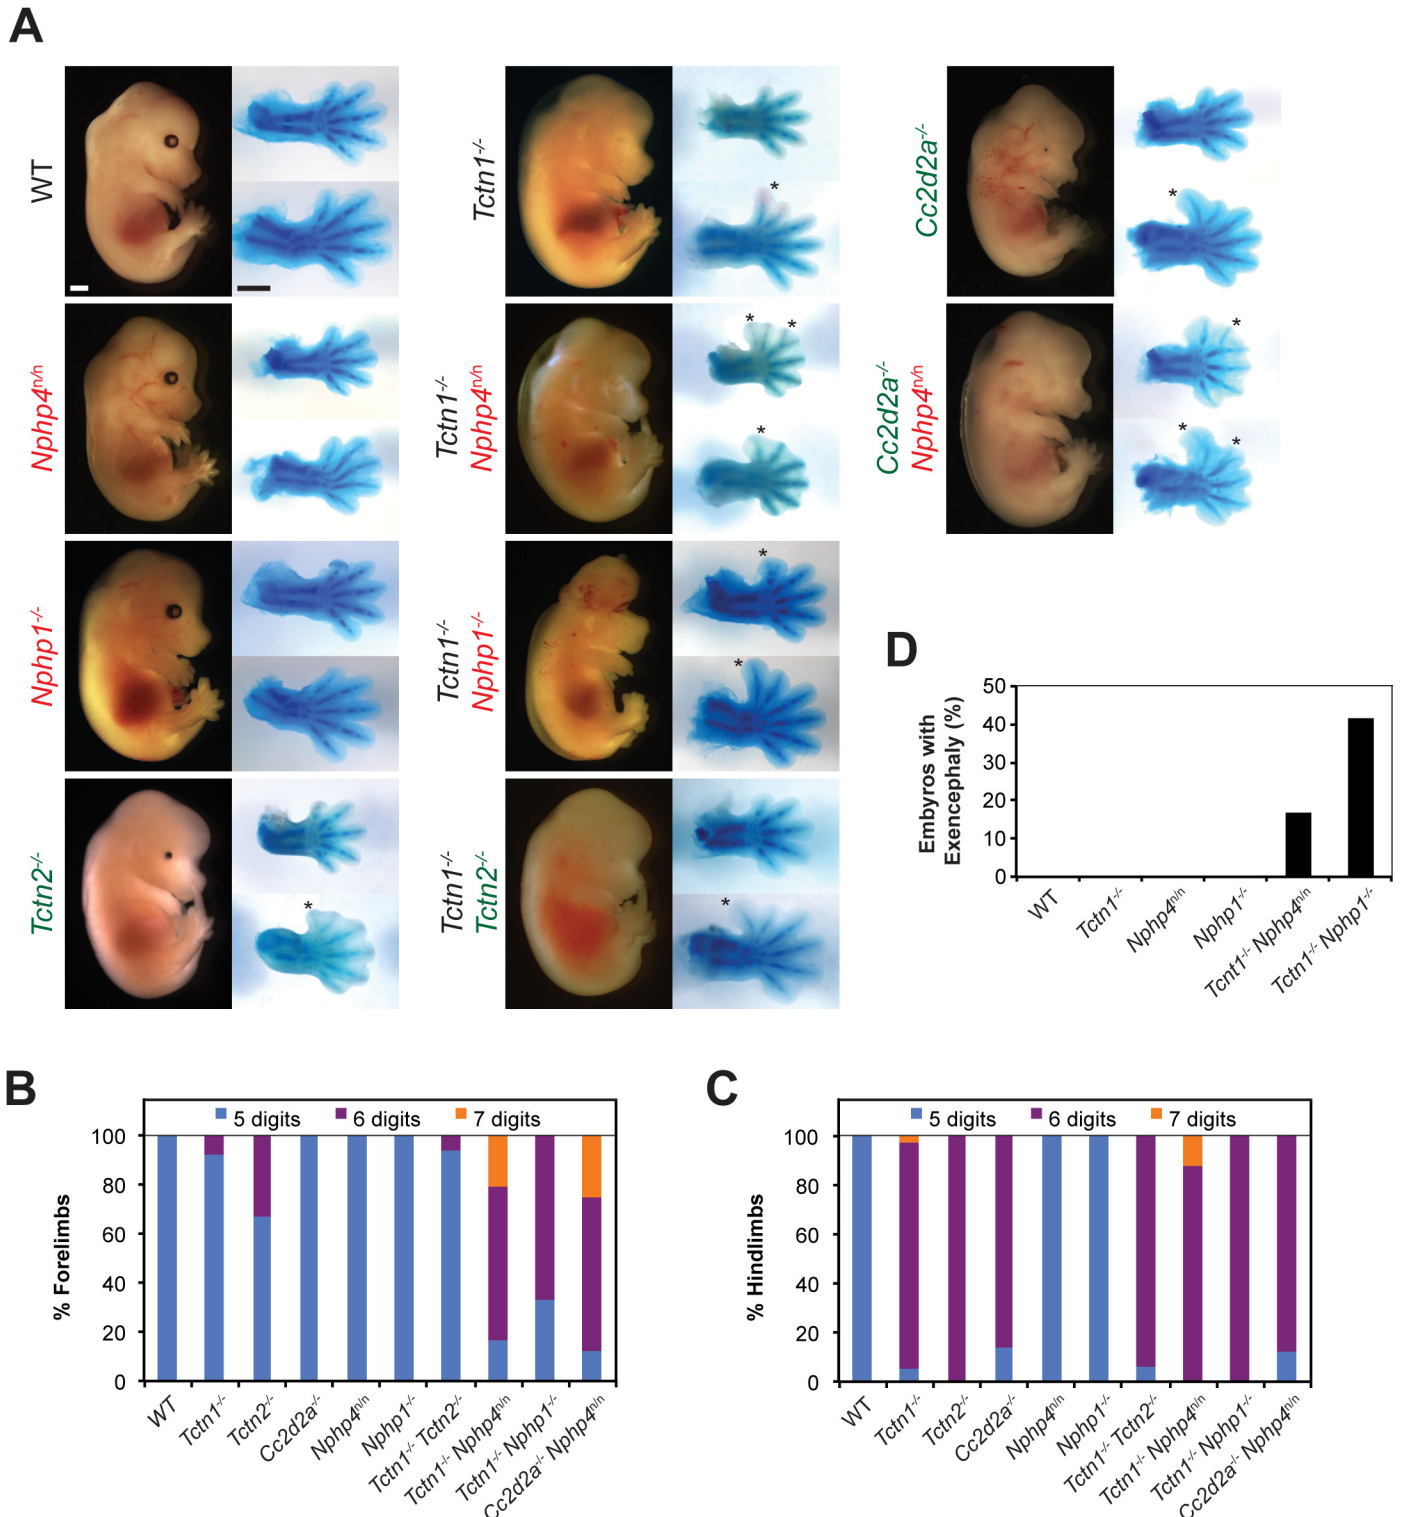 A
WT
Nphp4n/n
Nphp1-/-
Tctn2-/-
Tctn1-/-
*
Tctn1-/-
Nphp4n/n
* *
*
Tctn1-/-
Nphp1-/-
*
*
Tctn1-/-
Tctn2-/-
*
*
Cc2d2a-/-
*
Cc2d2a-/-
Nphp4n/n
*
* *
D
Embyros with
Exencephaly (%)
50
40
30
20
10
0
WT
Tctn1-/-
Nphp4n/n
Nphp1-/-
Tcnt1-/- Nphp4n/n
Tctn1-/- Nphp1-/-
B
5 digits 6 digits 7 digits
% Forelimbs
100
80
60
40
20
0
WT
Tctn1-/-
Tctn2-/-
Cc2d2a-/-
Nphp4n/n
Nphp1-/-
Tctn1-/- Tctn2-/-
Tctn1-/- Nphp4n/n
Tctn1-/- Nphp1-/-
Cc2d2a-/- Nphp4n/n
C
5 digits 6 digits 7 digits
% Hindlimbs
100
80
60
40
20
0
WT
Tctn1-/-
Tctn2-/-
Cc2d2a-/-
Nphp4n/n
Nphp1-/-
Tctn1-/- Tctn2-/-
Tctn1-/- Nphp4n/n
Tctn1-/- Nphp1-/-
Cc2d2a-/- Nphp4n/n